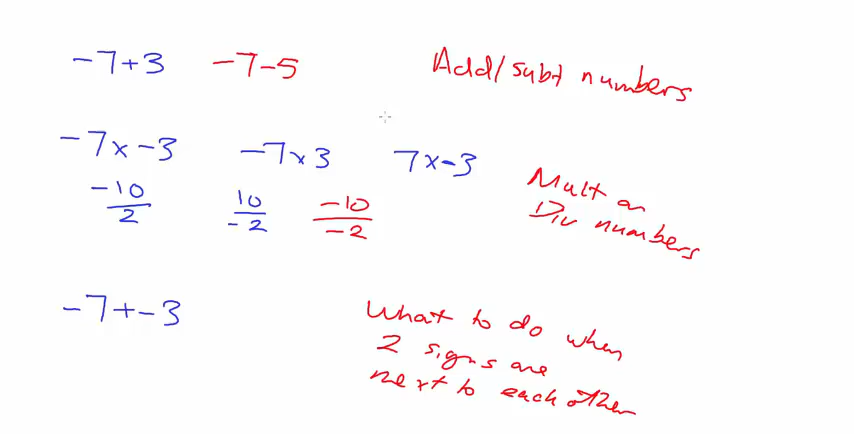 -7+3 -7-5 Add/subt numbers
-7x-3 -7x3 7x-3
-10/2 10/-2 -10/-2
Mult or
Div numbers
-7+-3
What to do when
2 signs are
next to each other